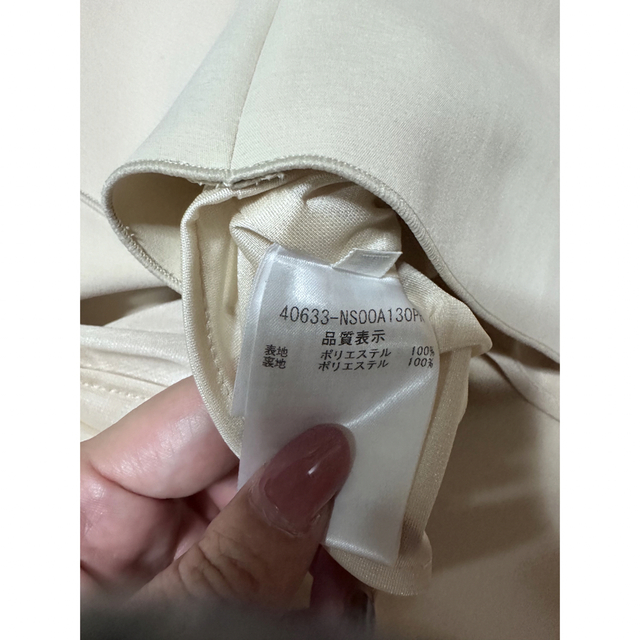 40633-NS00A130P
品質表示
表地 ポリエステル 100%
裏地 ポリエステル 100%